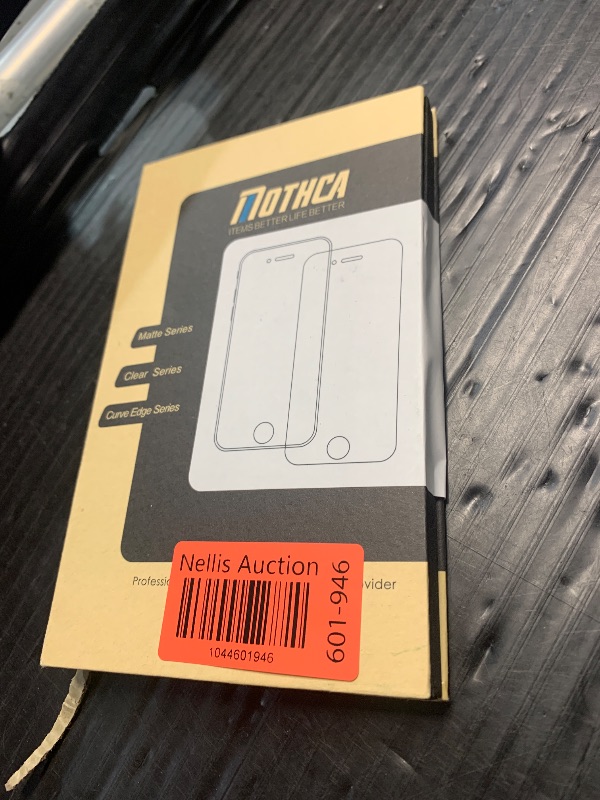 NOTHCA
ITEMS BETTER LIFE BETTER
Matte Series
Clear Series
Curve Edge Series
Nellis Auction
1044601946
601-946